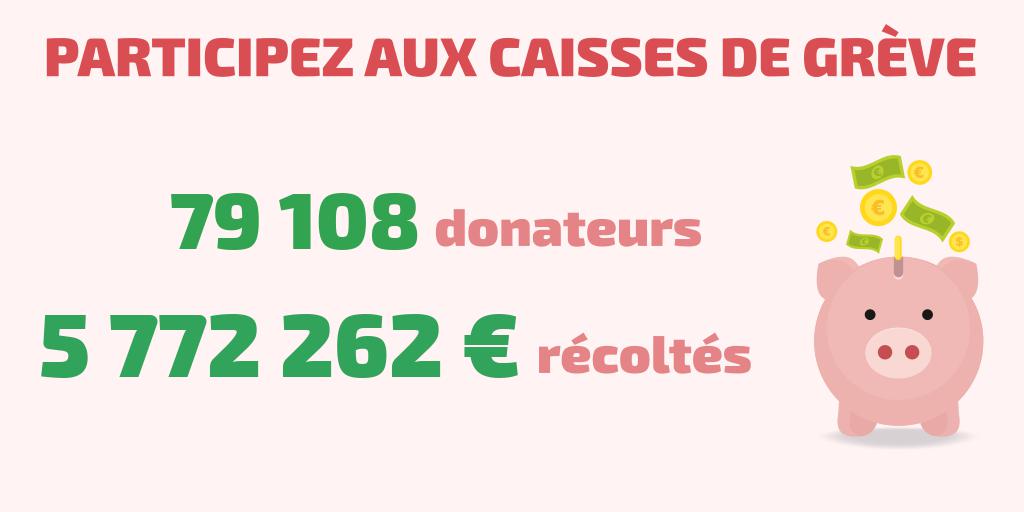 PARTICIPEZ AUX CAISSES DE GRÈVE
79 108 donateurs
5 772 262 € récoltés